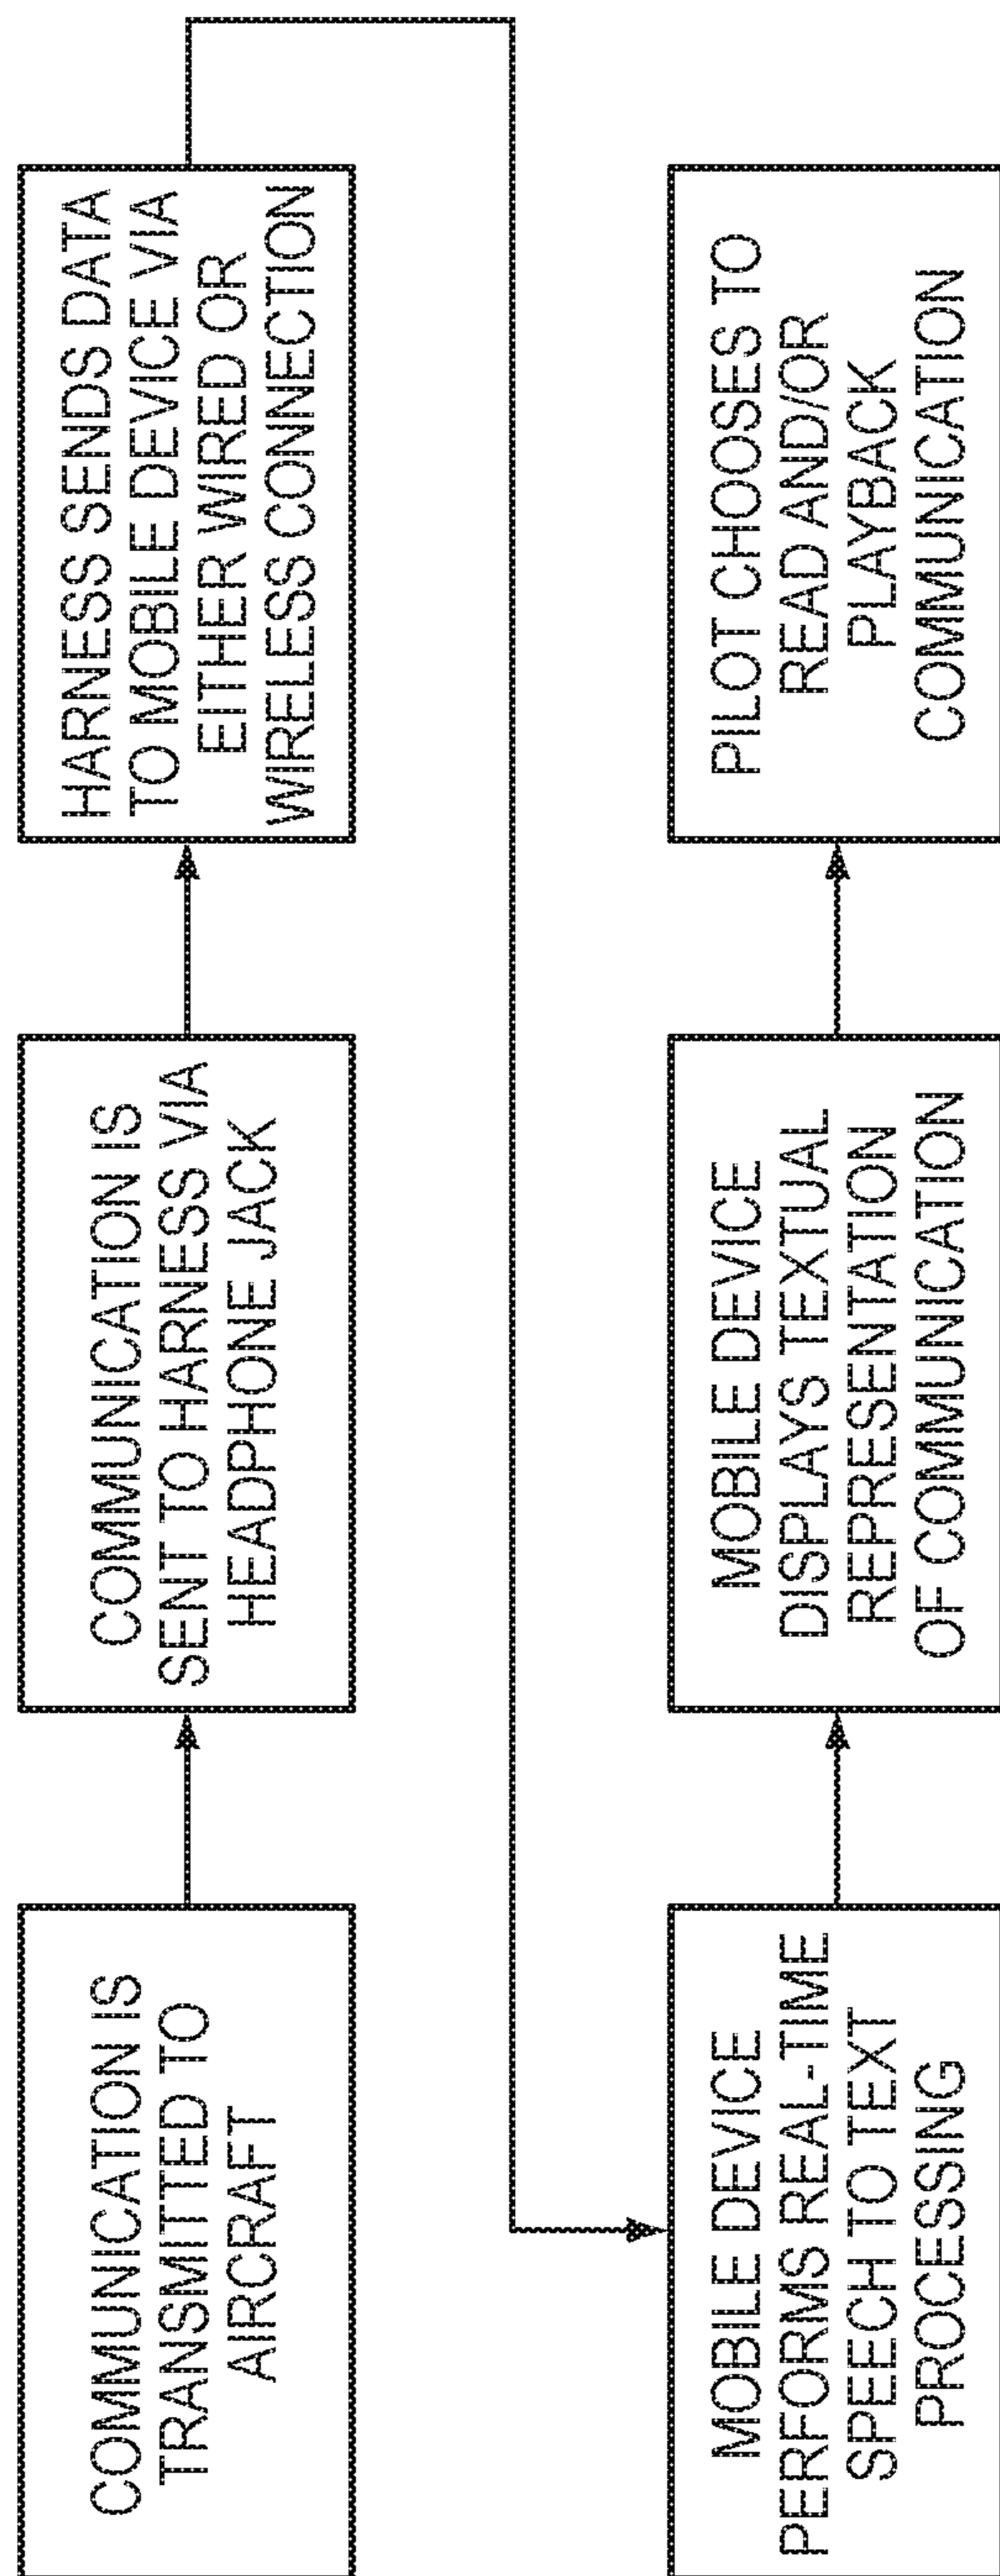 COMMUNICATION IS
TRANSMITTED TO
AIRCRAFT
COMMUNICATION IS
SENT TO HARNESS VIA
HEADPHONE JACK
HARNESS SENDS DATA
TO MOBILE DEVICE VIA
EITHER WIRED OR
WIRELESS CONNECTION
MOBILE DEVICE
PERFORMS REAL-TIME
SPEECH TO TEXT
PROCESSING
MOBILE DEVICE
DISPLAYS TEXTUAL
REPRESENTATION
OF COMMUNICATION
PILOT CHOOSES TO
READ AND/OR
PLAYBACK
COMMUNICATION